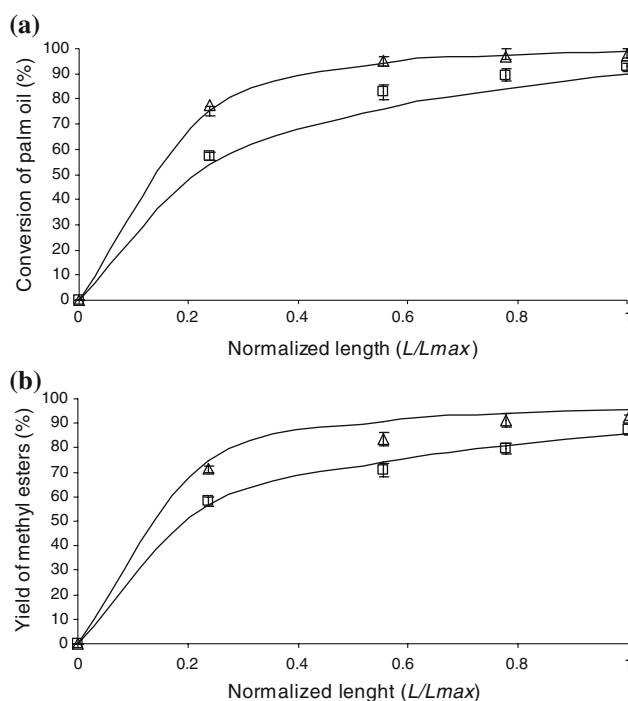 (a)
Conversion of palm oil (%)
100
90
80
70
60
50
40
30
20
10
0
0 0.2 0.4 0.6 0.8 1
Normalized length (L/Lmax)
(b)
Yield of methyl esters (%)
100
90
80
70
60
50
40
30
20
10
0
0 0.2 0.4 0.6 0.8 1
Normalized lenght (L/Lmax)